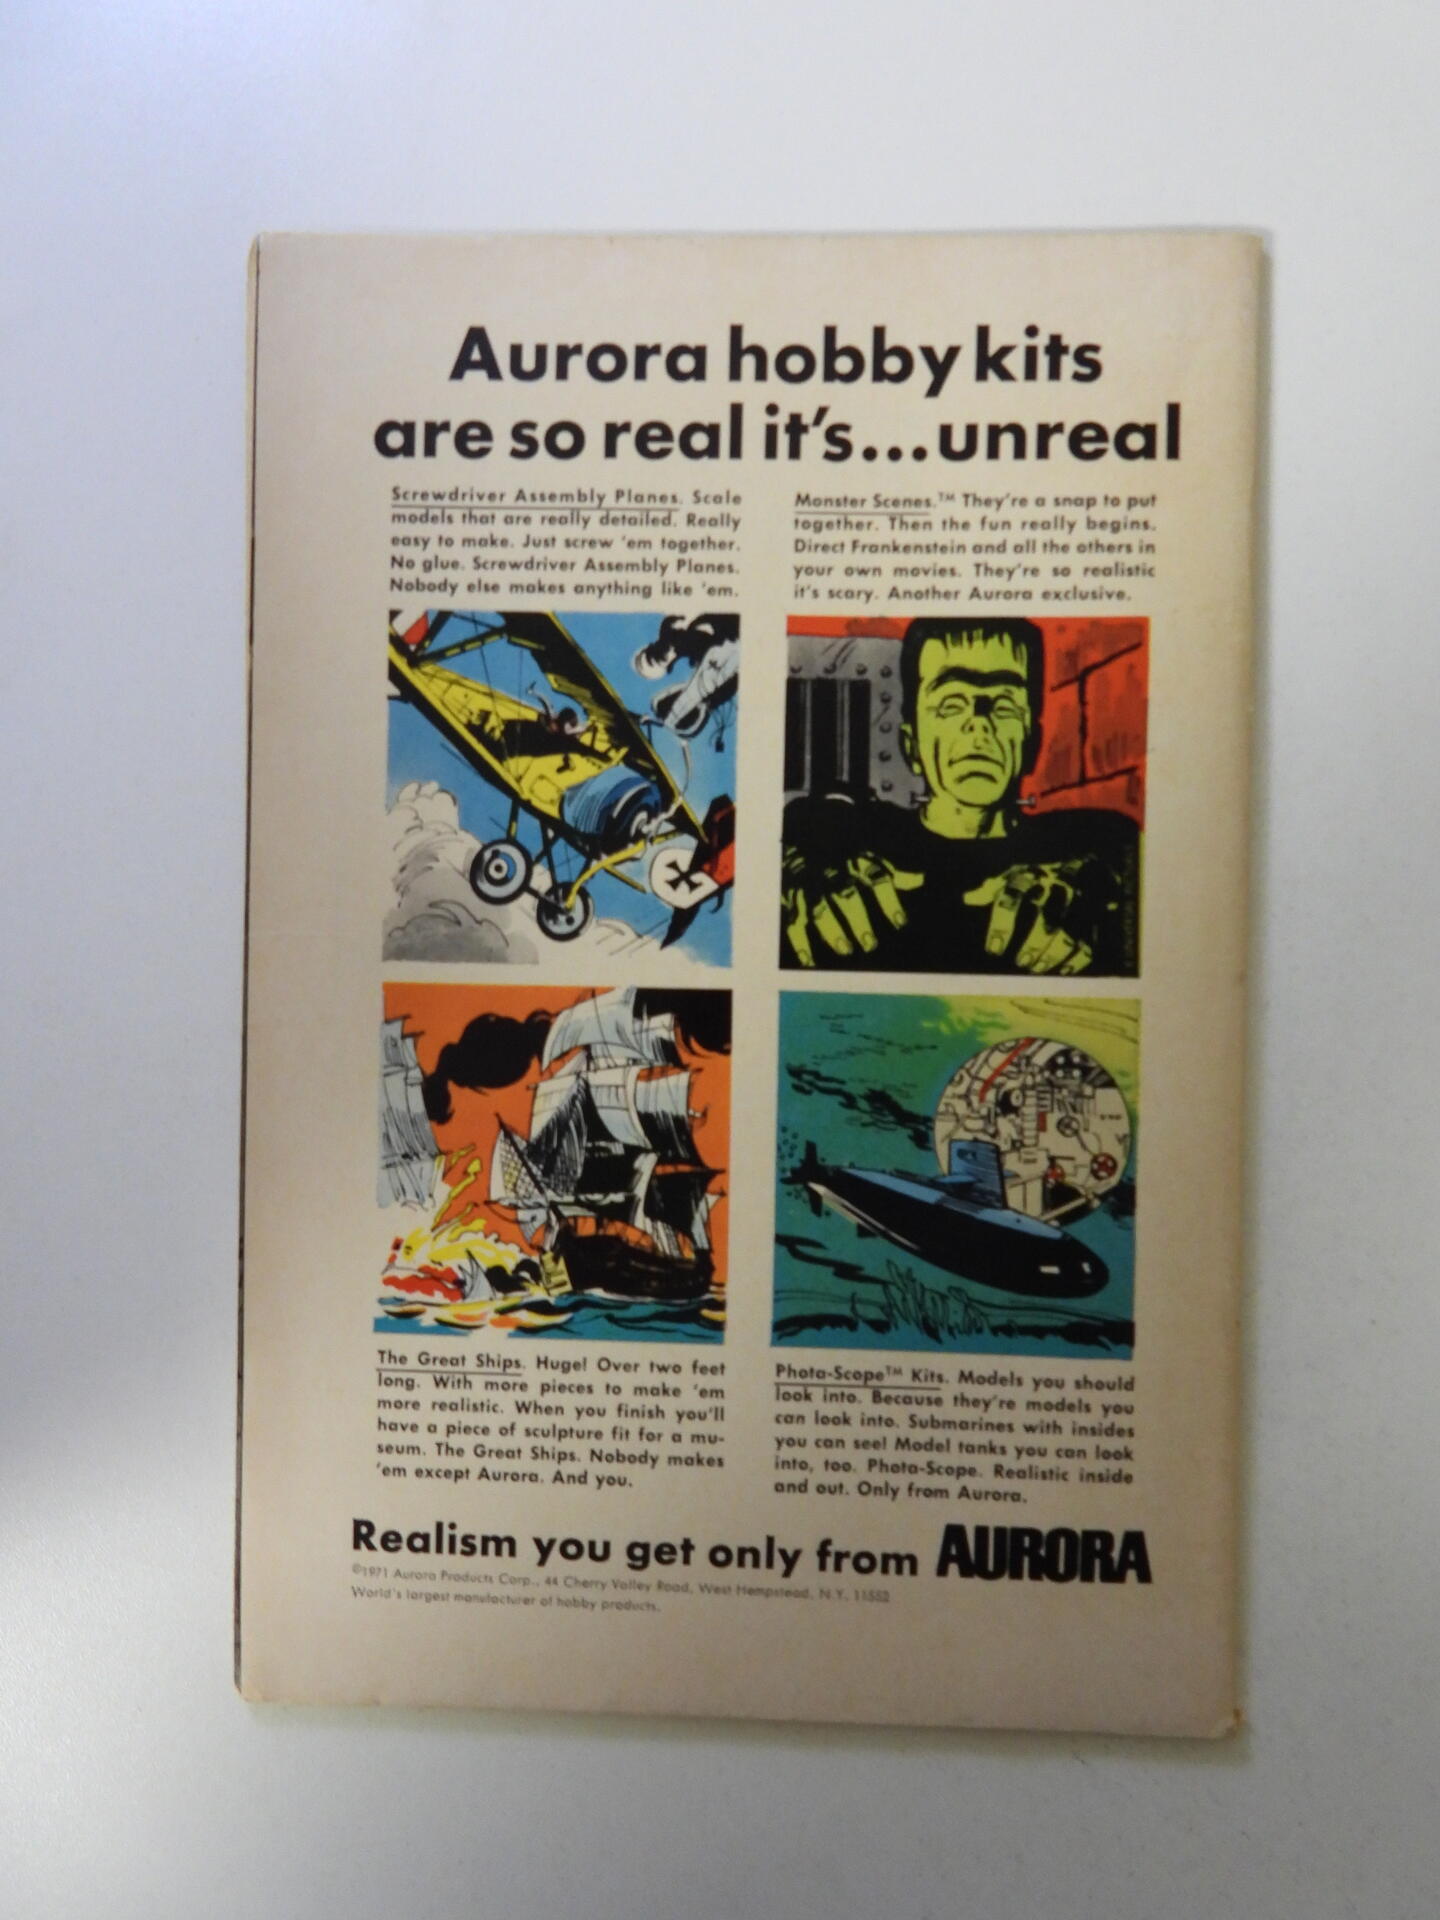 Aurora hobby kits
are so real it's...unreal
Screwdriver Assembly Planes. Scale
models that are really detailed. Really
easy to make. Just screw 'em together.
No glue. Screwdriver Assembly Planes.
Nobody else makes anything like 'em.
Monster Scenes.™ They're a snap to put
together. Then the fun really begins.
Direct Frankenstein and all the others in
your own movies. They're so realistic
it's scary. Another Aurora exclusive.
The Great Ships. Huge! Over two feet
long. With more pieces to make 'em
more realistic. When you finish you'll
have a piece of sculpture fit for a mu-
seum. The Great Ships. Nobody makes
'em except Aurora. And you.
Phota-Scope™ Kits. Models you should
look into. Because they're models you
can look into. Submarines with insides
you can see! Model tanks you can look
into, too. Phota-Scope. Realistic inside
and out. Only from Aurora.
Realism you get only from AURORA
©1971 Aurora Products Corp., 44 Cherry Valley Road, West Hempstead, N.Y. 11552
World's largest manufacturer of hobby products.